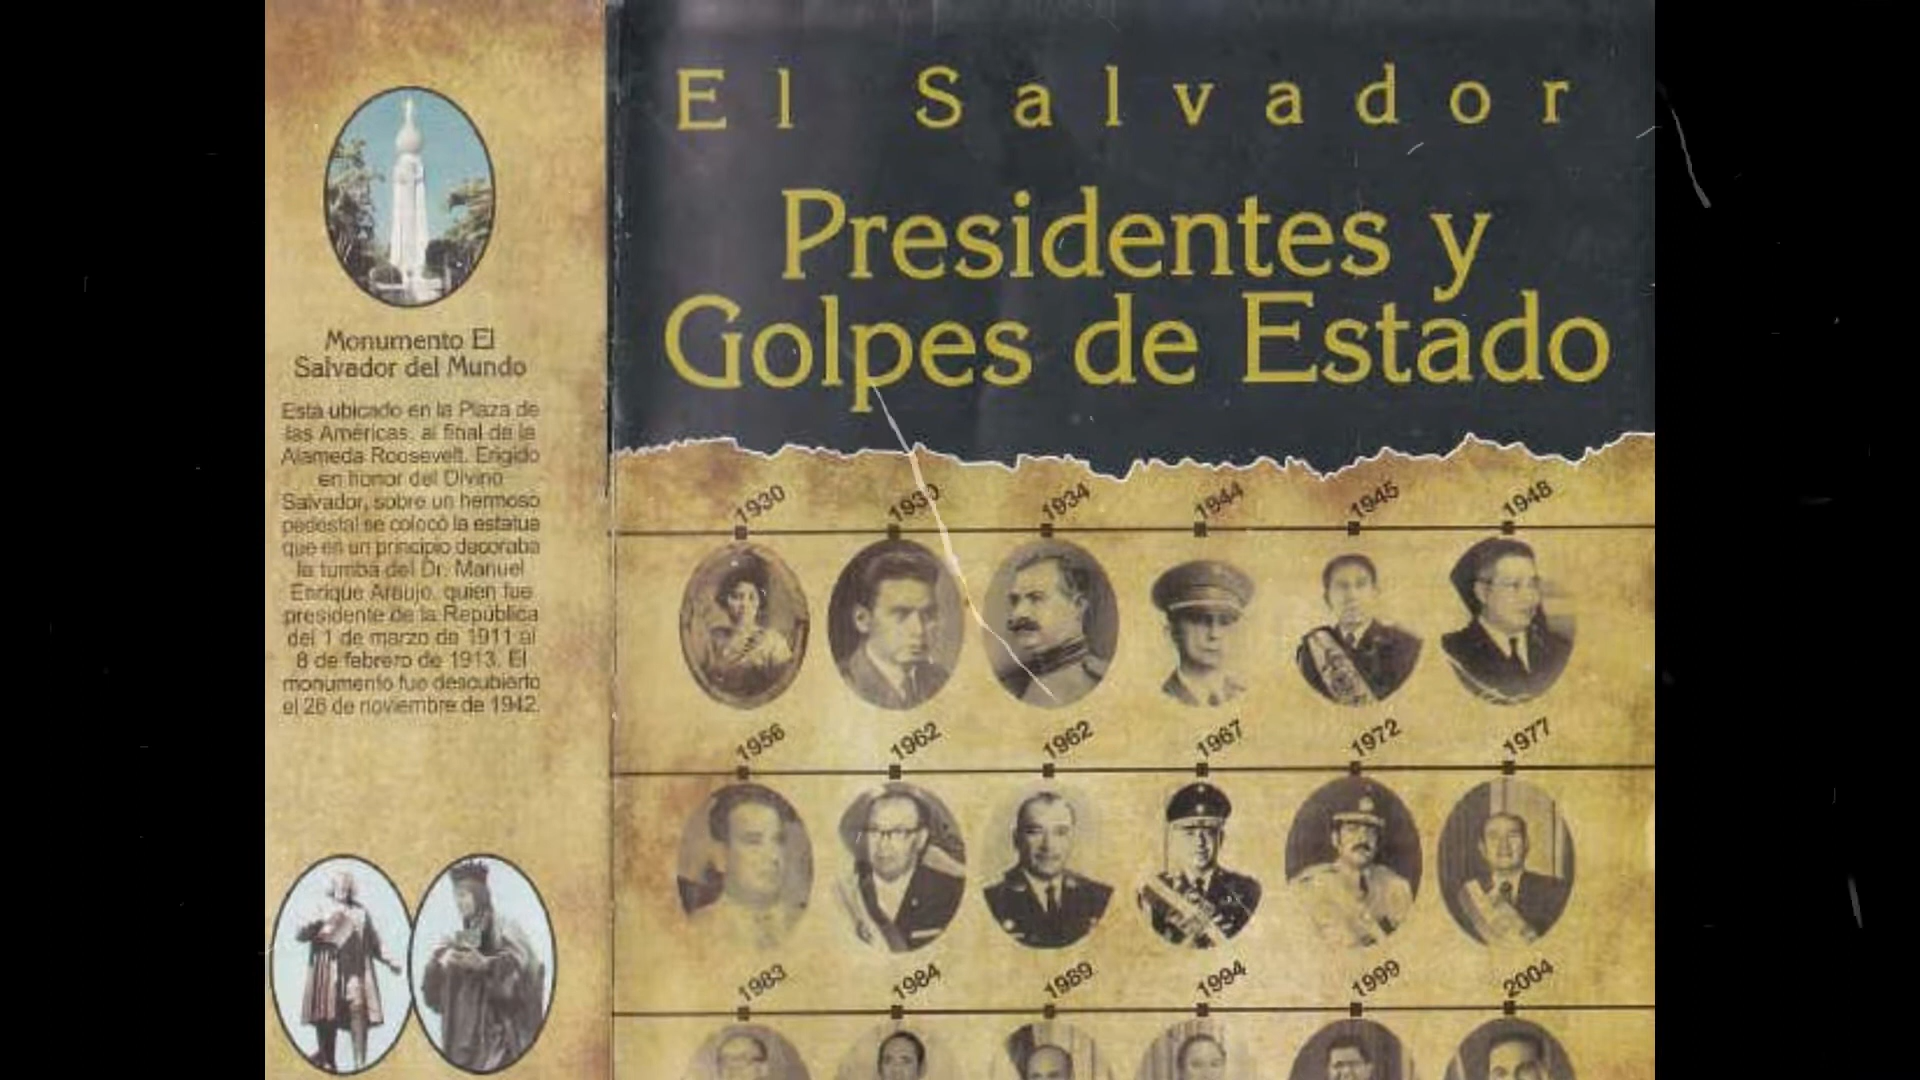 Monumento El
Salvador del Mundo
Está ubicado en la Plaza de
las Américas, al final de la
Alameda Roosevelt. Erigido
en honor del Divino
Salvador, sobre un hermoso
pedestal se colocó la estatua
que en un principio decoraba
la tumba del Dr. Manuel
Enrique Araujo, quien fue
presidente de la República
del 1 de marzo de 1911 al
8 de febrero de 1913. El
monumento fue descubierto
el 26 de noviembre de 1942.
El Salvador
Presidentes y
Golpes de Estado
1930 1930 1934 1944 1945 1948
1956 1962 1962 1967 1972 1977
1983 1984 1989 1994 1999 2004